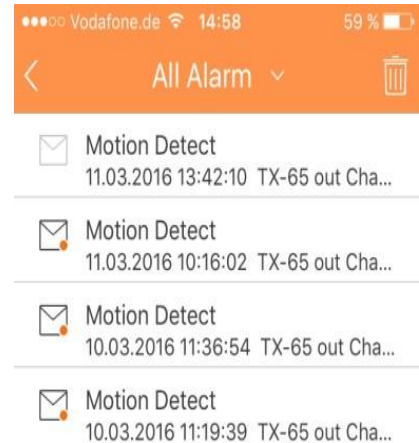 Vodafone.de 14:58 59 %
All Alarm
Motion Detect
11.03.2016 13:42:10 TX-65 out Cha...
Motion Detect
11.03.2016 10:16:02 TX-65 out Cha...
Motion Detect
10.03.2016 11:36:54 TX-65 out Cha...
Motion Detect
10.03.2016 11:19:39 TX-65 out Cha...